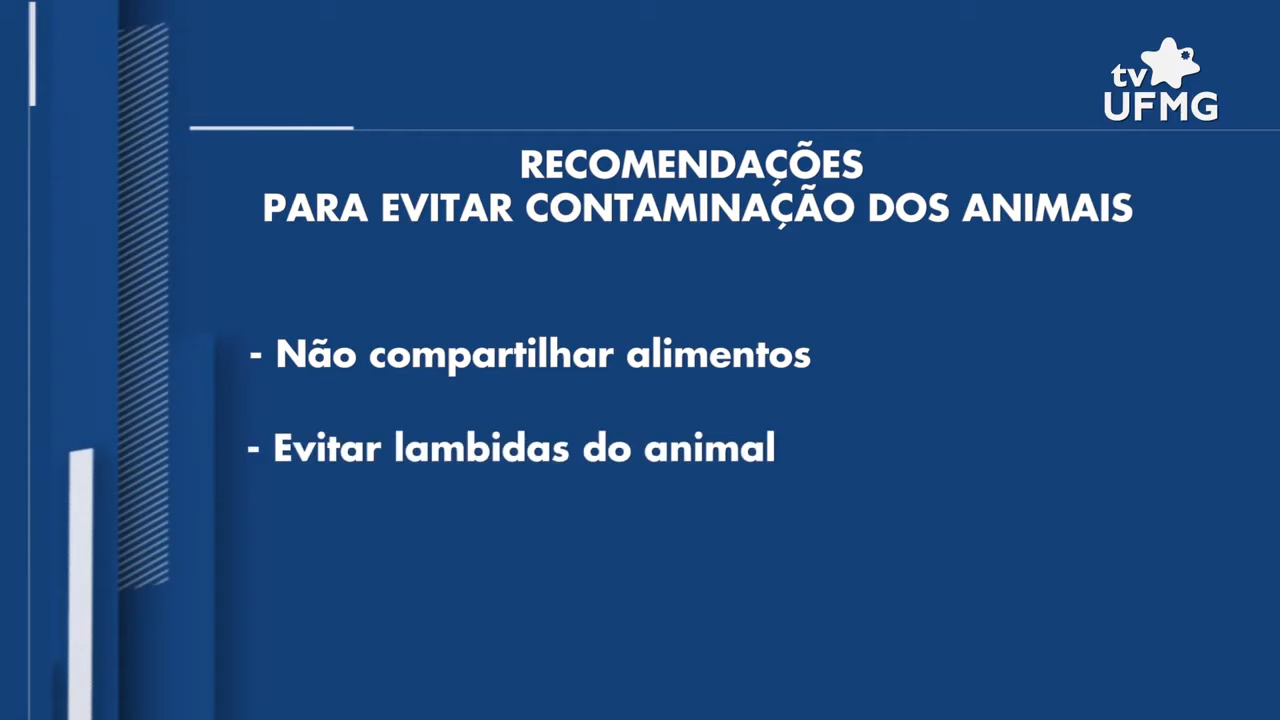 tv
UFMG
RECOMENDAÇÕES
PARA EVITAR CONTAMINAÇÃO DOS ANIMAIS
- Não compartilhar alimentos
- Evitar lambidas do animal